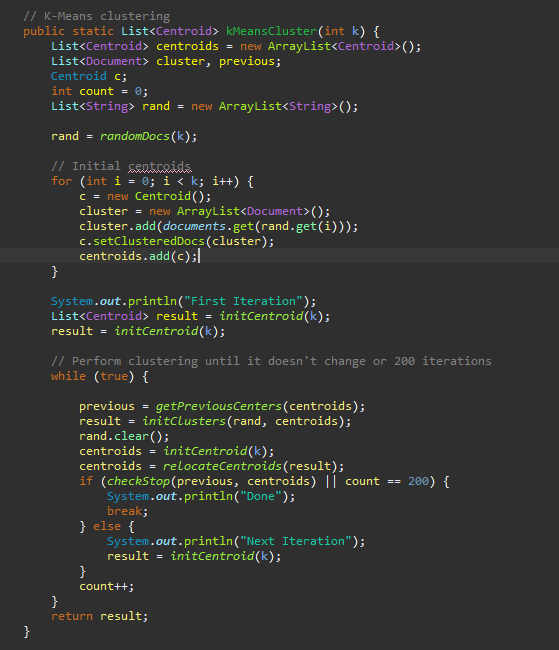 // K-Means clustering
public static List<Centroid> kMeansCluster(int k) {
    List<Centroid> centroids = new ArrayList<Centroid>();
    List<Document> cluster, previous;
    Centroid c;
    int count = 0;
    List<String> rand = new ArrayList<String>();

    rand = randomDocs(k);

    // Initial centroids
    for (int i = 0; i < k; i++) {
        c = new Centroid();
        cluster = new ArrayList<Document>();
        cluster.add(documents.get(rand.get(i)));
        c.setClusteredDocs(cluster);
        centroids.add(c);
    }

    System.out.println("First Iteration");
    List<Centroid> result = initCentroid(k);
    result = initCentroid(k);

    // Perform clustering until it doesn't change or 200 iterations
    while (true) {

        previous = getPreviousCenters(centroids);
        result = initClusters(rand, centroids);
        rand.clear();
        centroids = initCentroid(k);
        centroids = relocateCentroids(result);
        if (checkStop(previous, centroids) || count == 200) {
            System.out.println("Done");
            break;
        } else {
            System.out.println("Next Iteration");
            result = initCentroid(k);
        }
        count++;
    }
    return result;
}